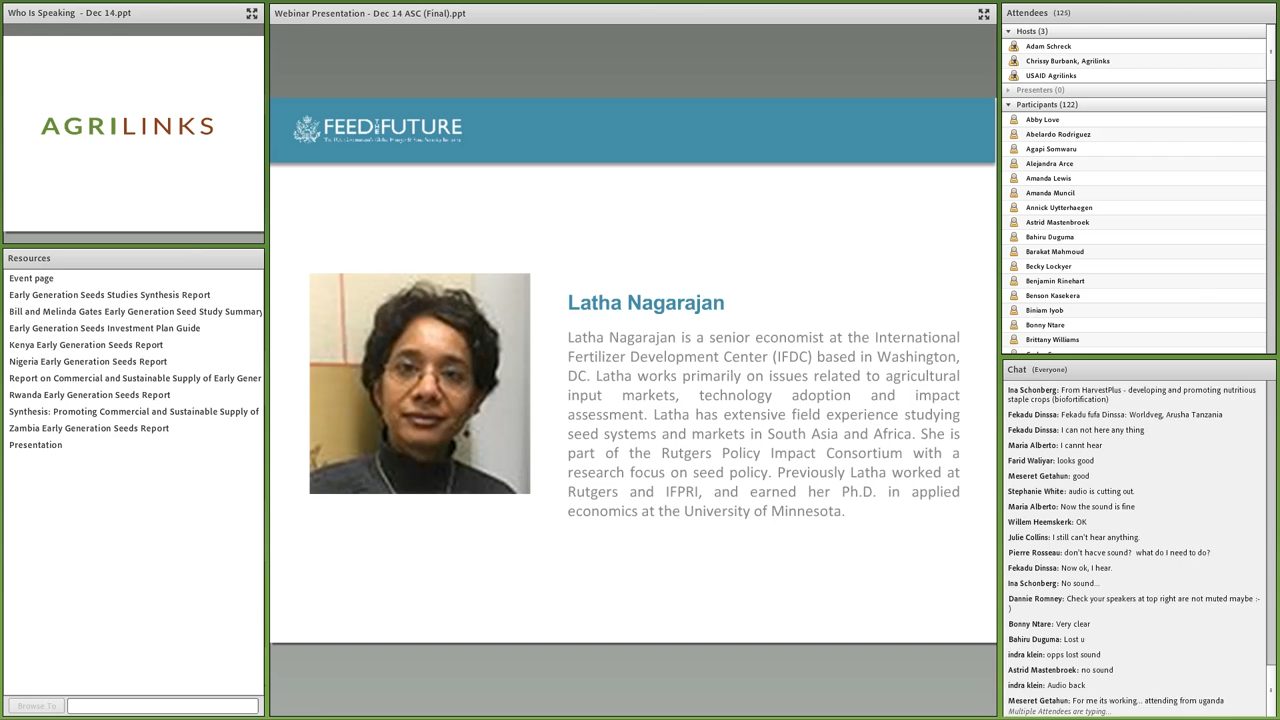 Who Is Speaking - Dec 14.ppt
AGRILINKS
Resources
Event page
Early Generation Seeds Studies Synthesis Report
Bill and Melinda Gates Early Generation Seed Study Summary
Early Generation Seeds Investment Plan Guide
Kenya Early Generation Seeds Report
Nigeria Early Generation Seeds Report
Report on Commercial and Sustainable Supply of Early Gener
Rwanda Early Generation Seeds Report
Synthesis: Promoting Commercial and Sustainable Supply of
Zambia Early Generation Seeds Report
Presentation
Browse To
Webinar Presentation - Dec 14 ASC (Final).ppt
FEED THE FUTURE
The U.S. Government's Global Hunger & Food Security Initiative
Latha Nagarajan
Latha Nagarajan is a senior economist at the International
Fertilizer Development Center (IFDC) based in Washington,
DC. Latha works primarily on issues related to agricultural
input markets, technology adoption and impact
assessment. Latha has extensive field experience studying
seed systems and markets in South Asia and Africa. She is
part of the Rutgers Policy Impact Consortium with a
research focus on seed policy. Previously Latha worked at
Rutgers and IFPRI, and earned her Ph.D. in applied
economics at the University of Minnesota.
Attendees (125)
Hosts (3)
Adam Schreck
Chrissy Burbank, Agrilinks
USAID Agrilinks
Presenters (0)
Participants (122)
Abby Love
Abelardo Rodriguez
Agapi Somwaru
Alejandra Arce
Amanda Lewis
Amanda Muncil
Annick Uytterhaegen
Astrid Mastenbroek
Bahiru Duguma
Barakat Mahmoud
Becky Lockyer
Benjamin Rinehart
Benson Kasekera
Biniam Iyob
Bonny Ntare
Brittany Williams
Chat (Everyone)
Ina Schonberg: From HarvestPlus - developing and promoting nutritious
staple crops (biofortification)
Fekadu Dinssa: Fekadu fufa Dinssa: Worldveg, Arusha Tanzania
Fekadu Dinssa: I can not here any thing
Maria Alberto: I cannt hear
Farid Waliyar: looks good
Meseret Getahun: good
Stephanie White: audio is cutting out.
Maria Alberto: Now the sound is fine
Willem Heemskerk: OK
Julie Collins: I still can't hear anything.
Pierre Rosseau: don't hacve sound? what do I need to do?
Fekadu Dinssa: Now ok, I hear.
Ina Schonberg: No sound...
Dannie Romney: Check your speakers at top right are not muted maybe :-
)
Bonny Ntare: Very clear
Bahiru Duguma: Lost u
indra klein: opps lost sound
Astrid Mastenbroek: no sound
indra klein: Audio back
Meseret Getahun: For me its working... attending from uganda
Multiple Attendees are typing...